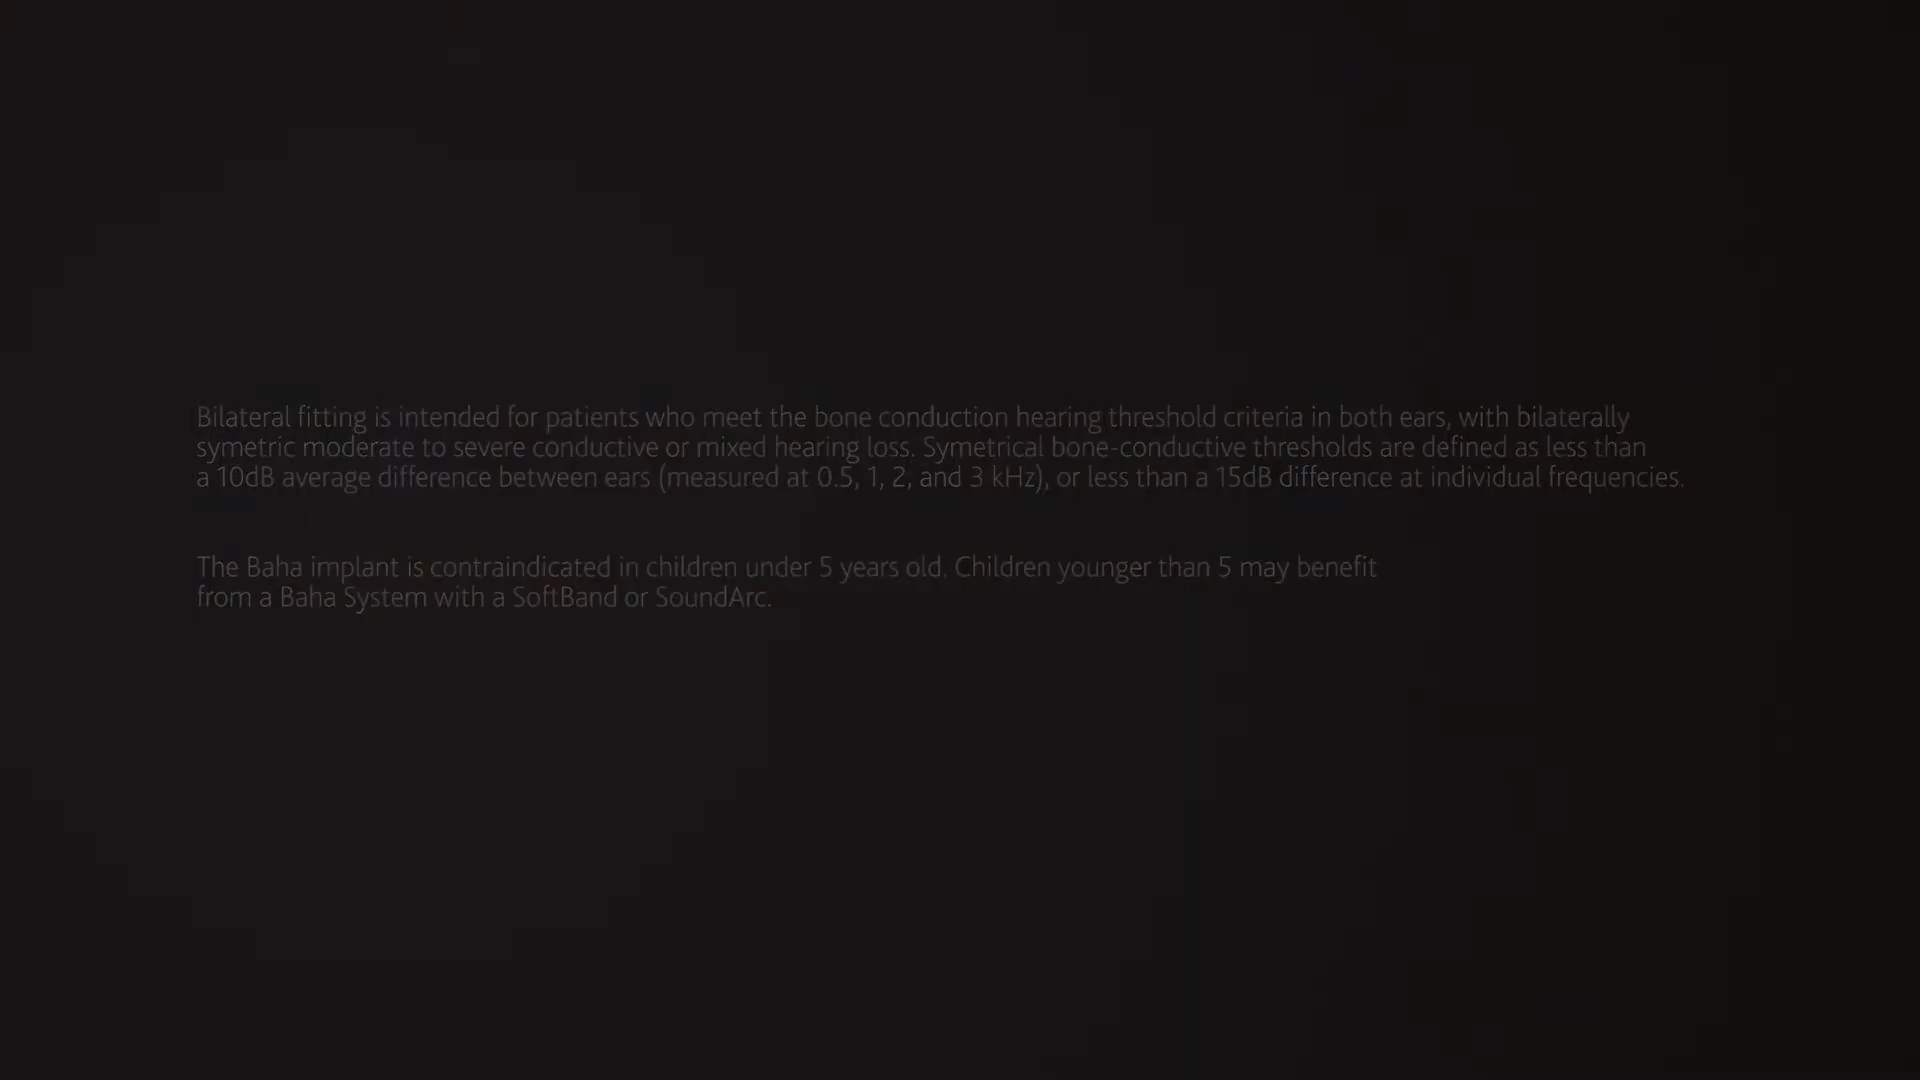 Bilateral fitting is intended for patients who meet the bone conduction hearing threshold criteria in both ears, with bilaterally
symetric moderate to severe conductive or mixed hearing loss. Symetrical bone-conductive thresholds are defined as less than
a 10dB average difference between ears (measured at 0.5, 1, 2, and 3 kHz), or less than a 15dB difference at individual frequencies.
The Baha implant is contraindicated in children under 5 years old. Children younger than 5 may benefit
from a Baha System with a SoftBand or SoundArc.